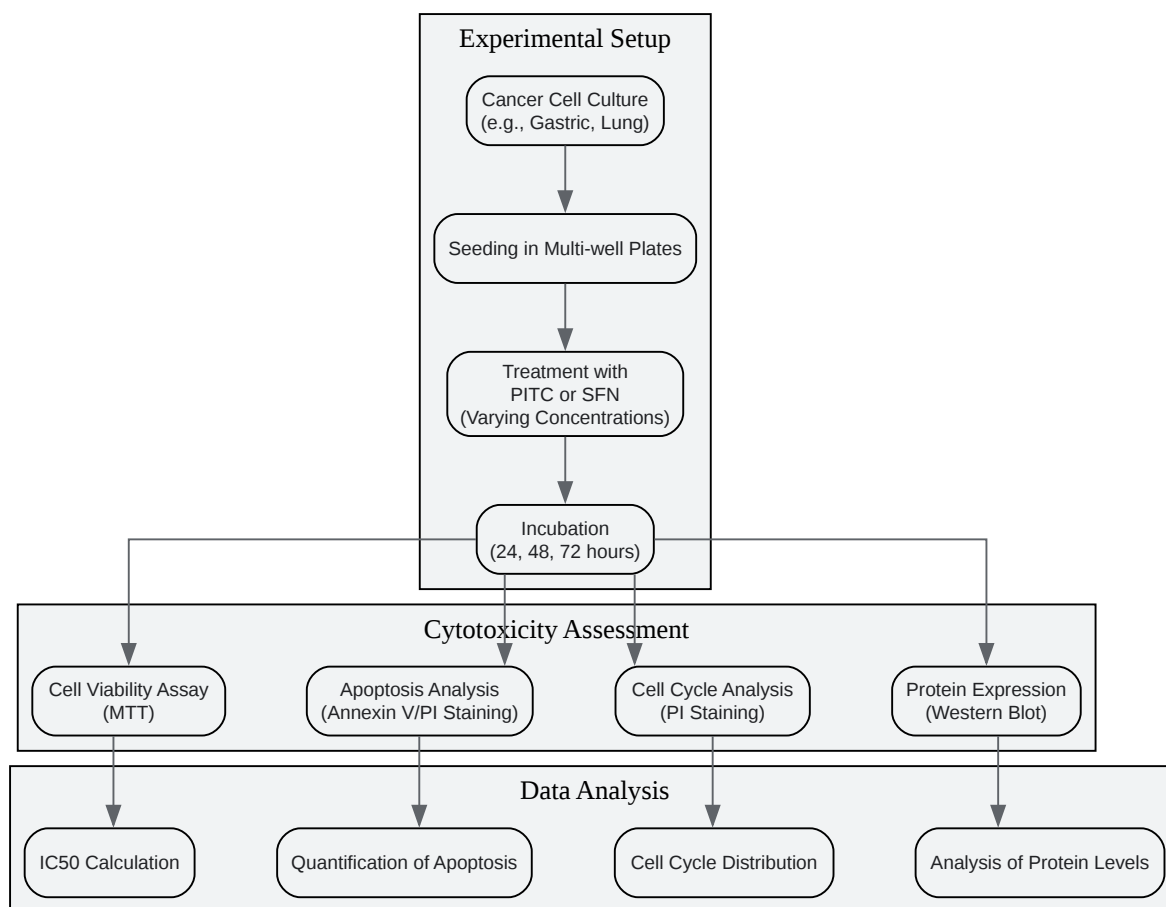 Experimental Setup
Cancer Cell Culture
(e.g., Gastric, Lung)
Seeding in Multi-well Plates
Treatment with
PITC or SFN
(Varying Concentrations)
Incubation
(24, 48, 72 hours)
Cytotoxicity Assessment
Cell Viability Assay
(MTT)
Apoptosis Analysis
(Annexin V/PI Staining)
Cell Cycle Analysis
(PI Staining)
Protein Expression
(Western Blot)
Data Analysis
IC50 Calculation
Quantification of Apoptosis
Cell Cycle Distribution
Analysis of Protein Levels